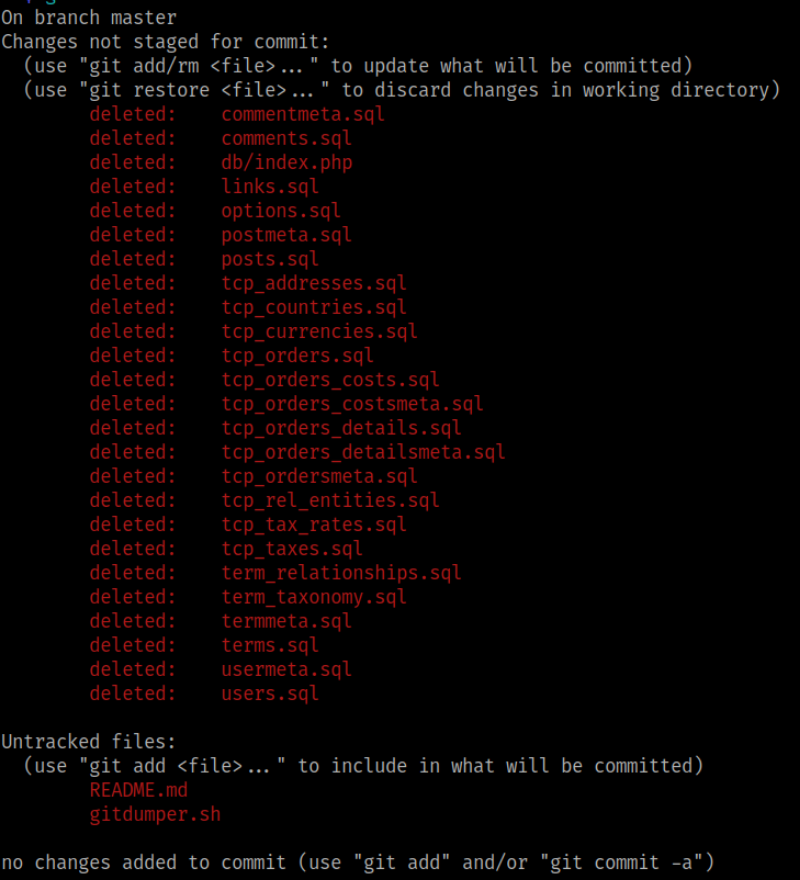 On branch master
Changes not staged for commit:
  (use "git add/rm <file>..." to update what will be committed)
  (use "git restore <file>..." to discard changes in working directory)
        deleted:    commentmeta.sql
        deleted:    comments.sql
        deleted:    db/index.php
        deleted:    links.sql
        deleted:    options.sql
        deleted:    postmeta.sql
        deleted:    posts.sql
        deleted:    tcp_addresses.sql
        deleted:    tcp_countries.sql
        deleted:    tcp_currencies.sql
        deleted:    tcp_orders.sql
        deleted:    tcp_orders_costs.sql
        deleted:    tcp_orders_costsmeta.sql
        deleted:    tcp_orders_details.sql
        deleted:    tcp_orders_detailsmeta.sql
        deleted:    tcp_ordersmeta.sql
        deleted:    tcp_rel_entities.sql
        deleted:    tcp_tax_rates.sql
        deleted:    tcp_taxes.sql
        deleted:    term_relationships.sql
        deleted:    term_taxonomy.sql
        deleted:    termmeta.sql
        deleted:    terms.sql
        deleted:    usermeta.sql
        deleted:    users.sql

Untracked files:
  (use "git add <file>..." to include in what will be committed)
        README.md
        gitdumper.sh

no changes added to commit (use "git add" and/or "git commit -a")